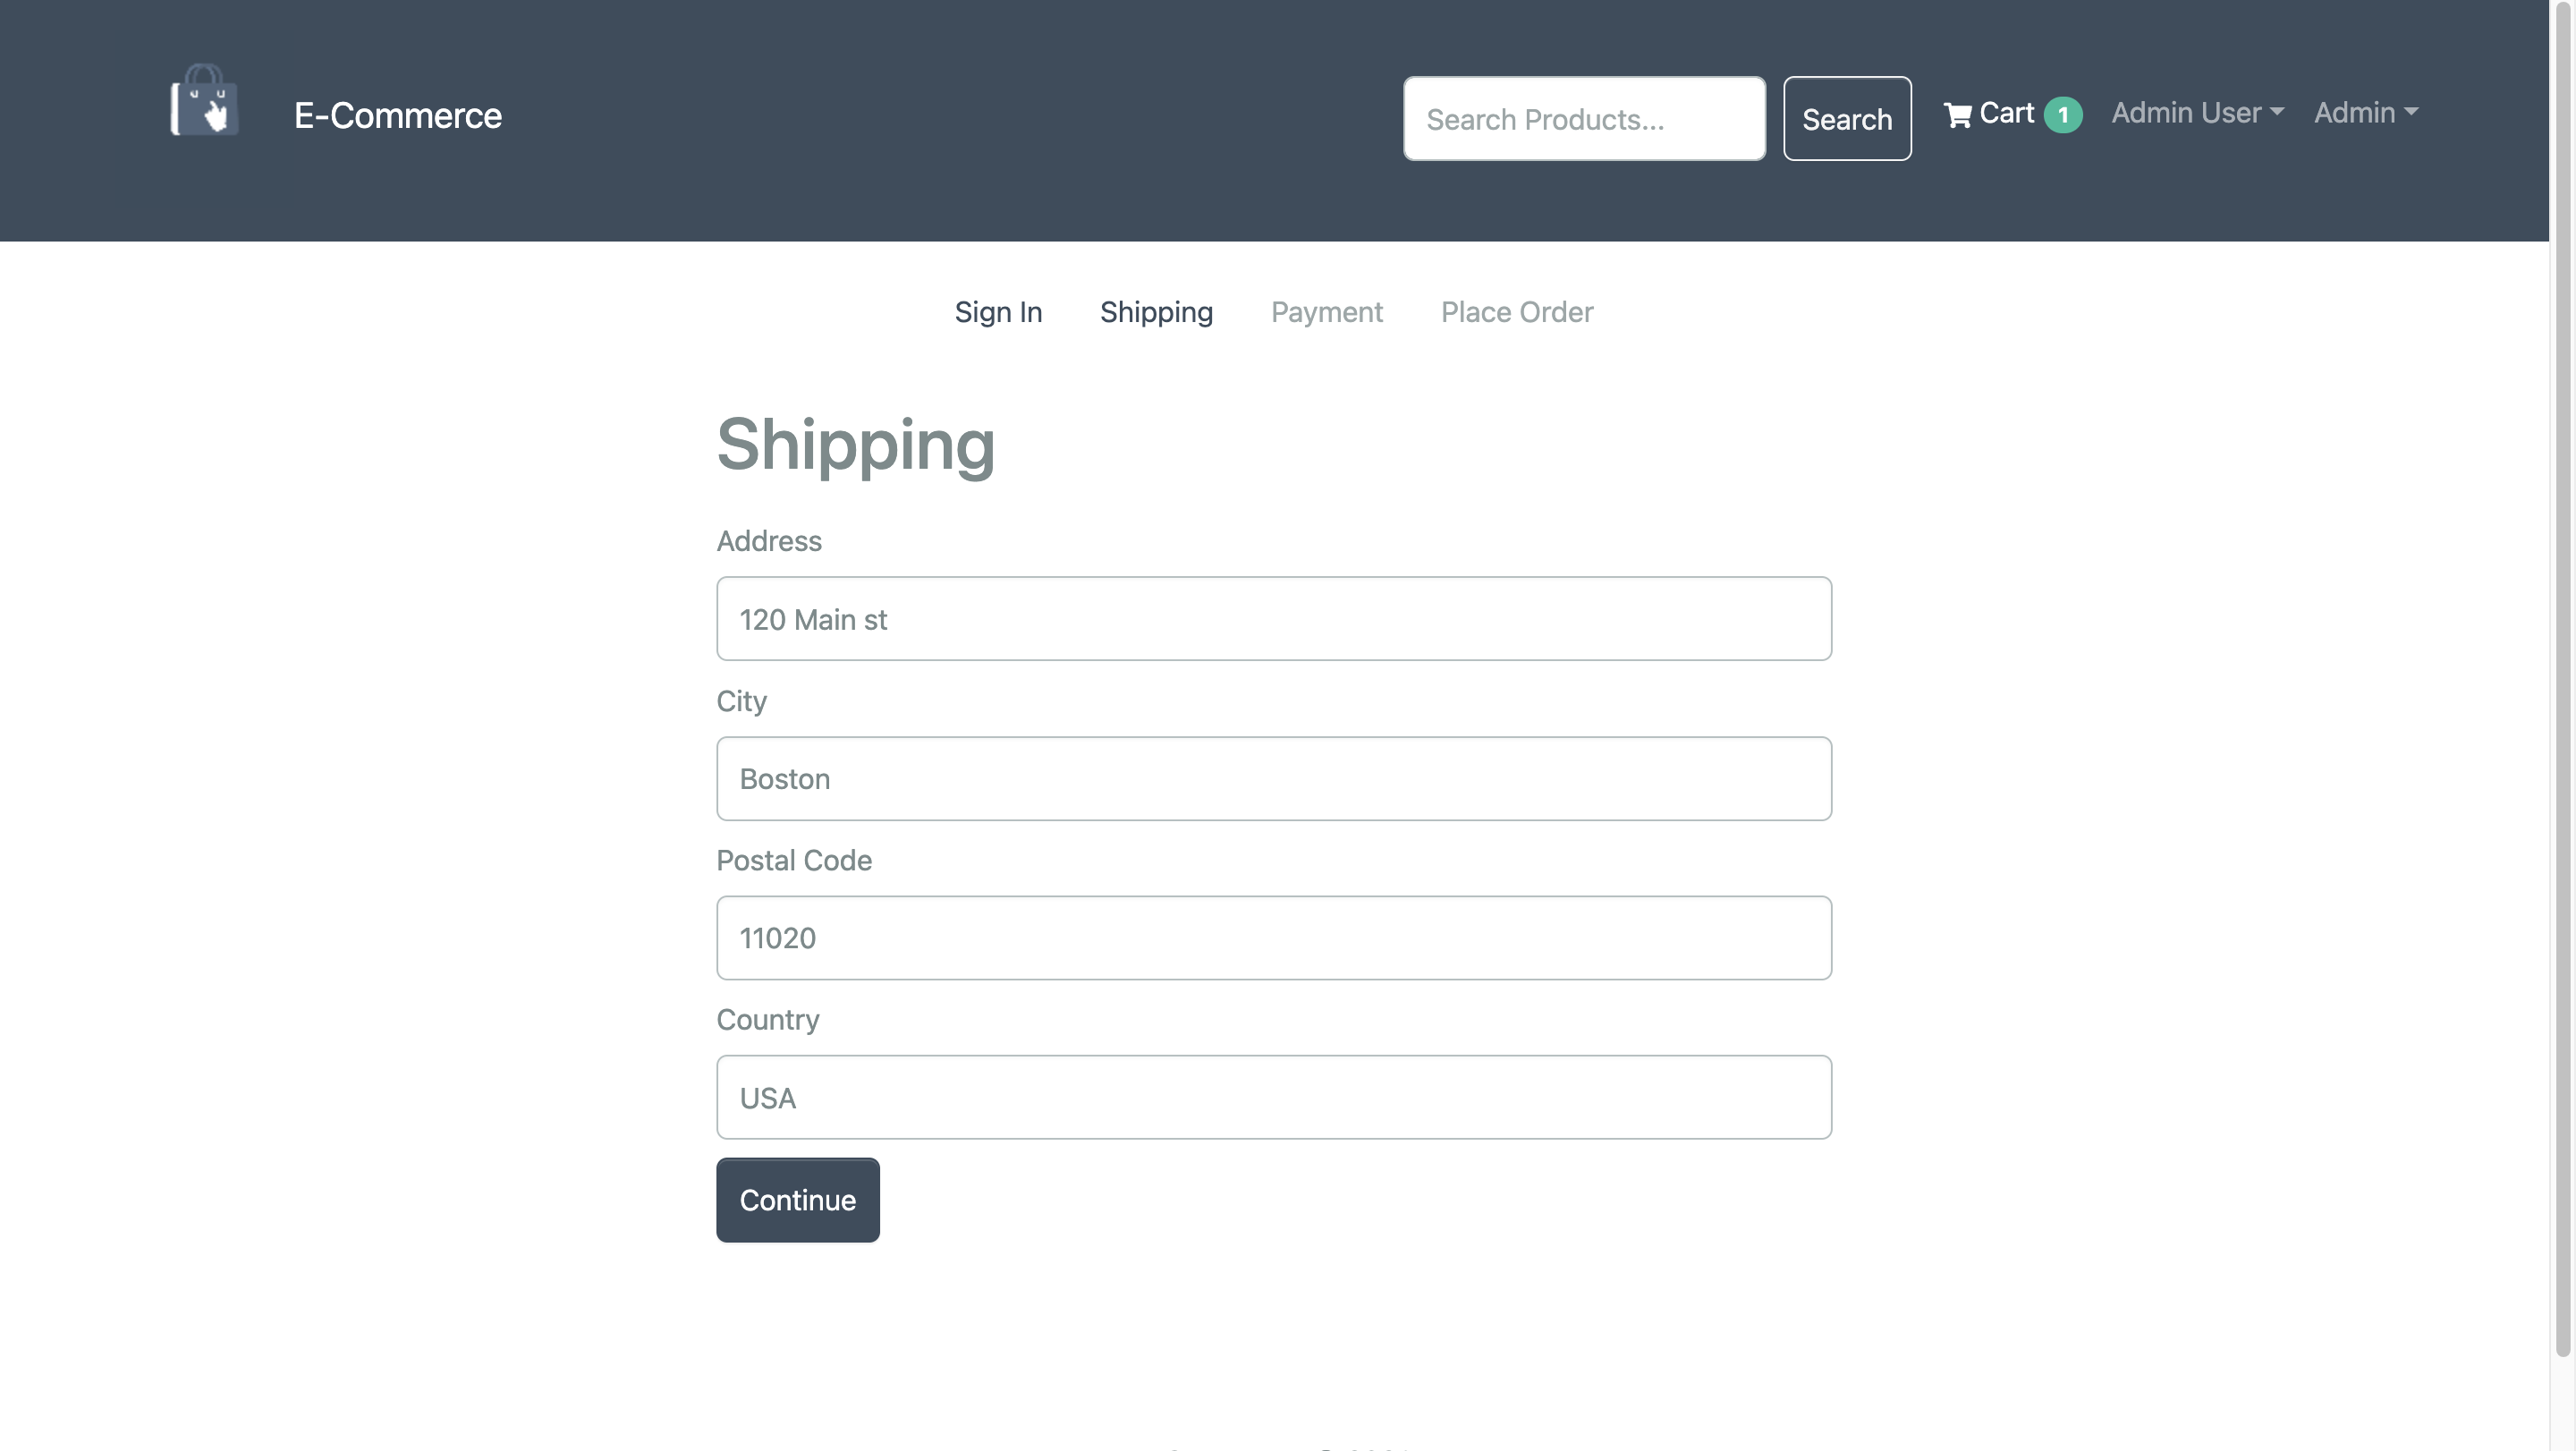 E-Commerce
Search Products...
Search
Cart 1
Admin User
Admin
Sign In
Shipping
Payment
Place Order
Shipping
Address
120 Main st
City
Boston
Postal Code
11020
Country
USA
Continue